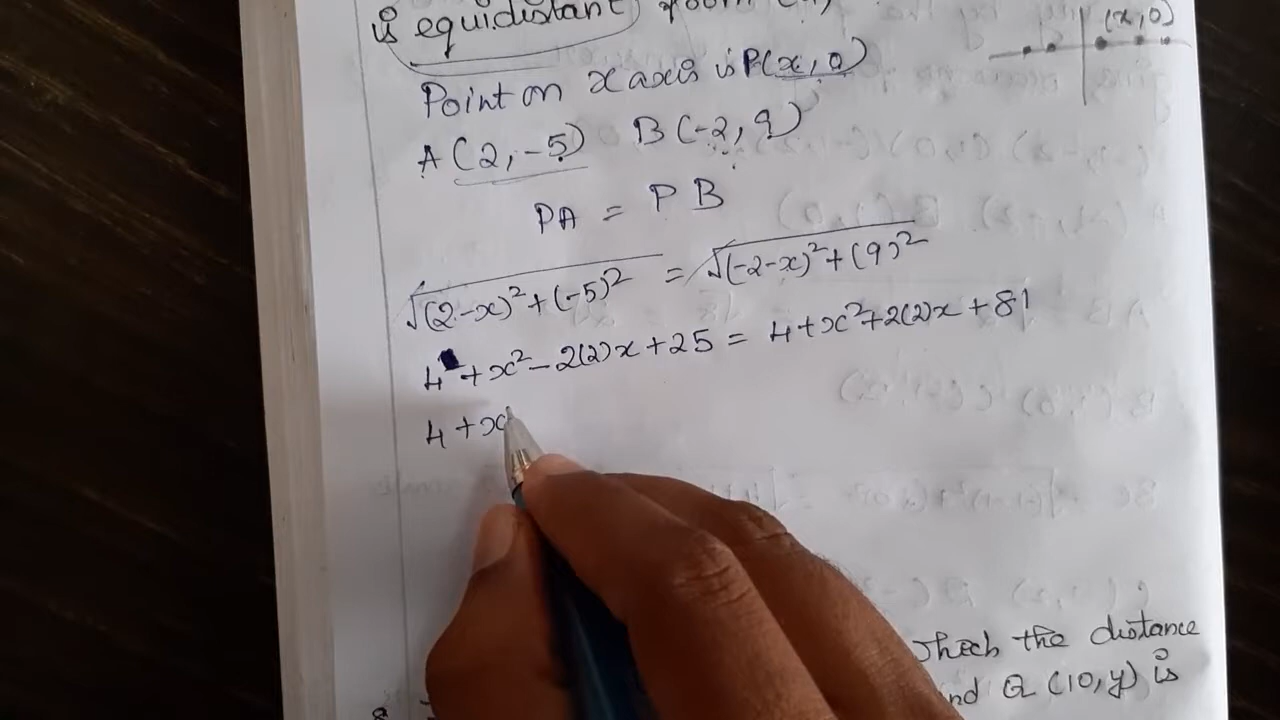 is equidistant from
(x, 0)
Point on x axis is P(x, 0)
A (2, -5) B (-2, 9)
PA = PB
√(2-x)² + (-5)² = √(-2-x)² + (9)²
4 + x² - 2(2)x + 25 = 4 + x² + 2(2)x + 81
4 + x
the distance
Q (10, y) is